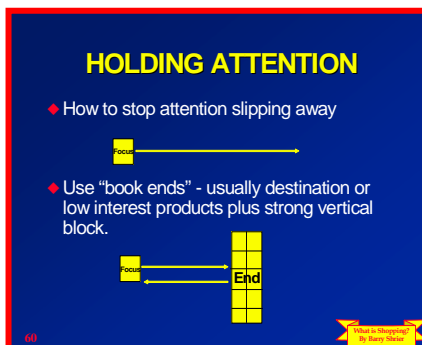 HOLDING ATTENTION
◆ How to stop attention slipping away
Focus
◆ Use “book ends” - usually destination or
low interest products plus strong vertical
block.
Focus
End
60
What is Shopping?
By Barry Shrier